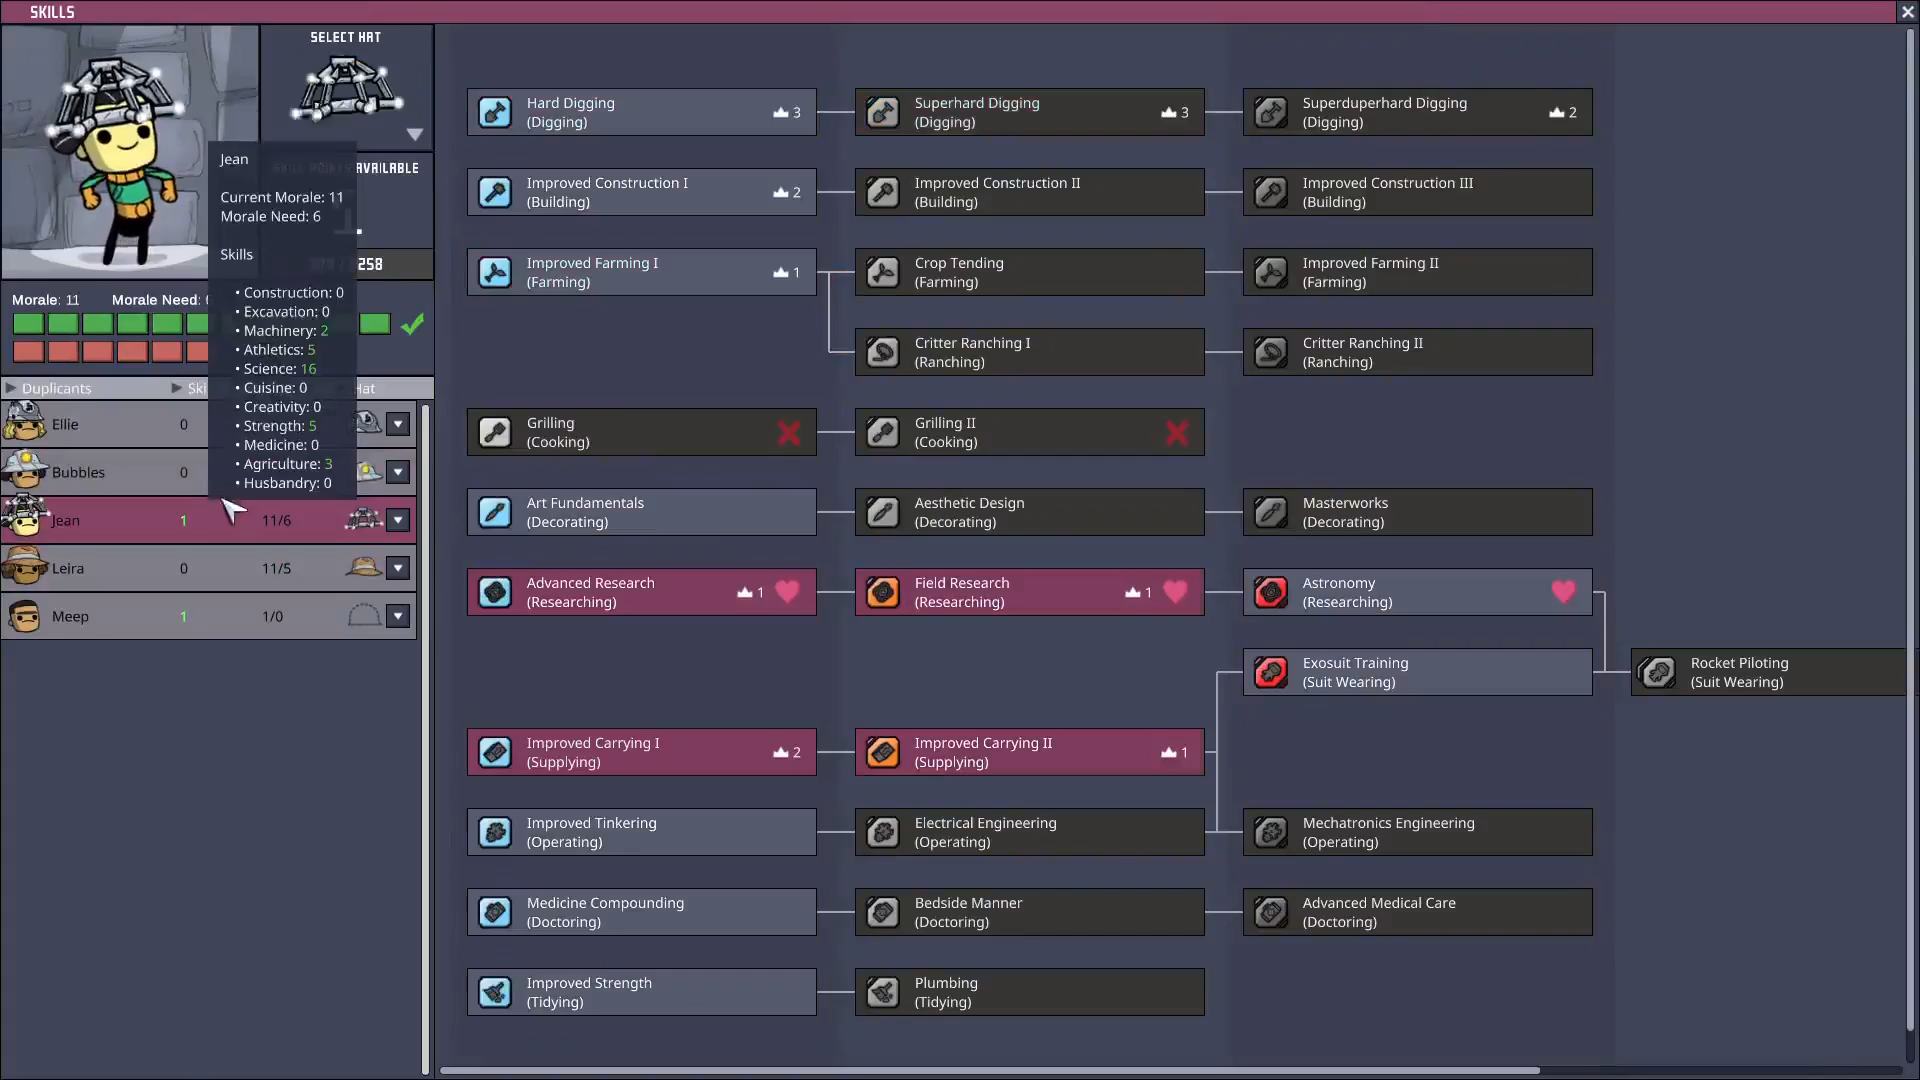 SKILLS
SELECT HAT
AVAILABLE
258
Morale: 11
Morale Need: 6
Jean
Current Morale: 11
Morale Need: 6
Skills
• Construction: 0
• Excavation: 0
• Machinery: 2
• Athletics: 5
• Science: 16
• Cuisine: 0
• Creativity: 0
• Strength: 5
• Medicine: 0
• Agriculture: 3
• Husbandry: 0
Duplicants
Ski
Hat
Ellie 0
Bubbles 0
Jean 1 11/6
Leira 0 11/5
Meep 1 1/0
Hard Digging
(Digging)
3
Superhard Digging
(Digging)
3
Superduperhard Digging
(Digging)
2
Improved Construction I
(Building)
2
Improved Construction II
(Building)
Improved Construction III
(Building)
Improved Farming I
(Farming)
1
Crop Tending
(Farming)
Improved Farming II
(Farming)
Critter Ranching I
(Ranching)
Critter Ranching II
(Ranching)
Grilling
(Cooking)
Grilling II
(Cooking)
Art Fundamentals
(Decorating)
Aesthetic Design
(Decorating)
Masterworks
(Decorating)
Advanced Research
(Researching)
1
Field Research
(Researching)
1
Astronomy
(Researching)
Exosuit Training
(Suit Wearing)
Rocket Piloting
(Suit Wearing)
Improved Carrying I
(Supplying)
2
Improved Carrying II
(Supplying)
1
Improved Tinkering
(Operating)
Electrical Engineering
(Operating)
Mechatronics Engineering
(Operating)
Medicine Compounding
(Doctoring)
Bedside Manner
(Doctoring)
Advanced Medical Care
(Doctoring)
Improved Strength
(Tidying)
Plumbing
(Tidying)